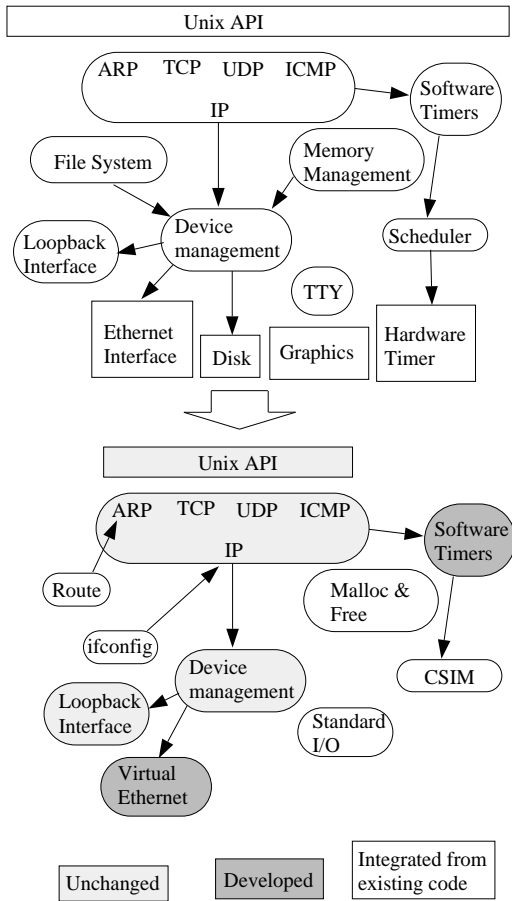 Unix API
ARP TCP UDP ICMP
IP
Software
Timers
File System
Memory
Management
Loopback
Interface
Device
management
Scheduler
TTY
Ethernet
Interface
Disk
Graphics
Hardware
Timer
Unix API
ARP TCP UDP ICMP
IP
Software
Timers
Route
Malloc &
Free
ifconfig
Device
management
CSIM
Loopback
Interface
Standard
I/O
Virtual
Ethernet
Unchanged
Developed
Integrated from
existing code